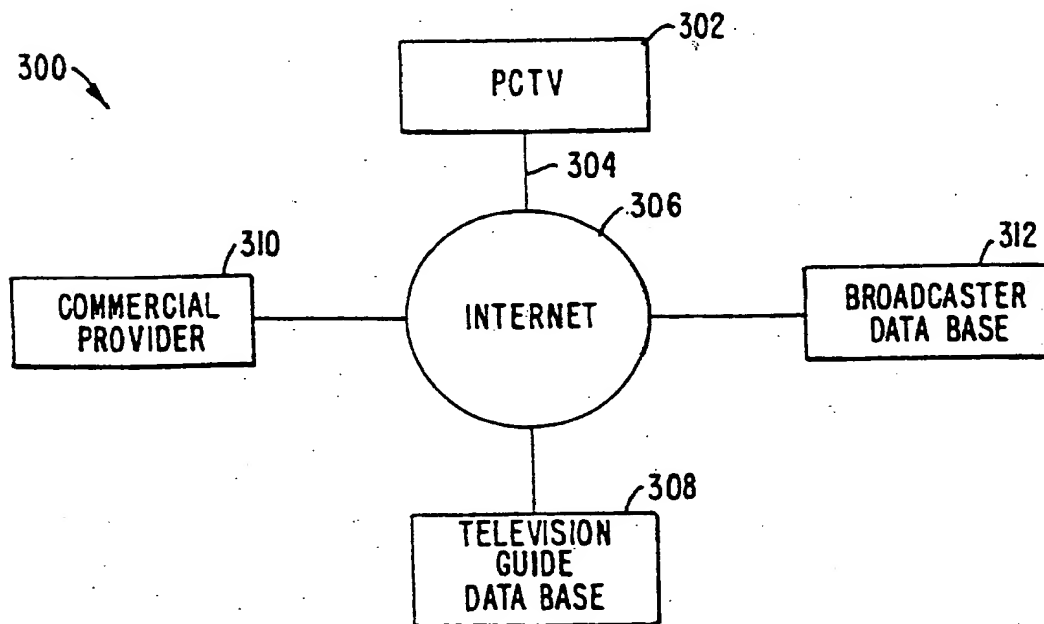 302
300
PCTV
304
306
310
312
COMMERCIAL
PROVIDER
INTERNET
BROADCASTER
DATA BASE
308
TELEVISION
GUIDE
DATA BASE